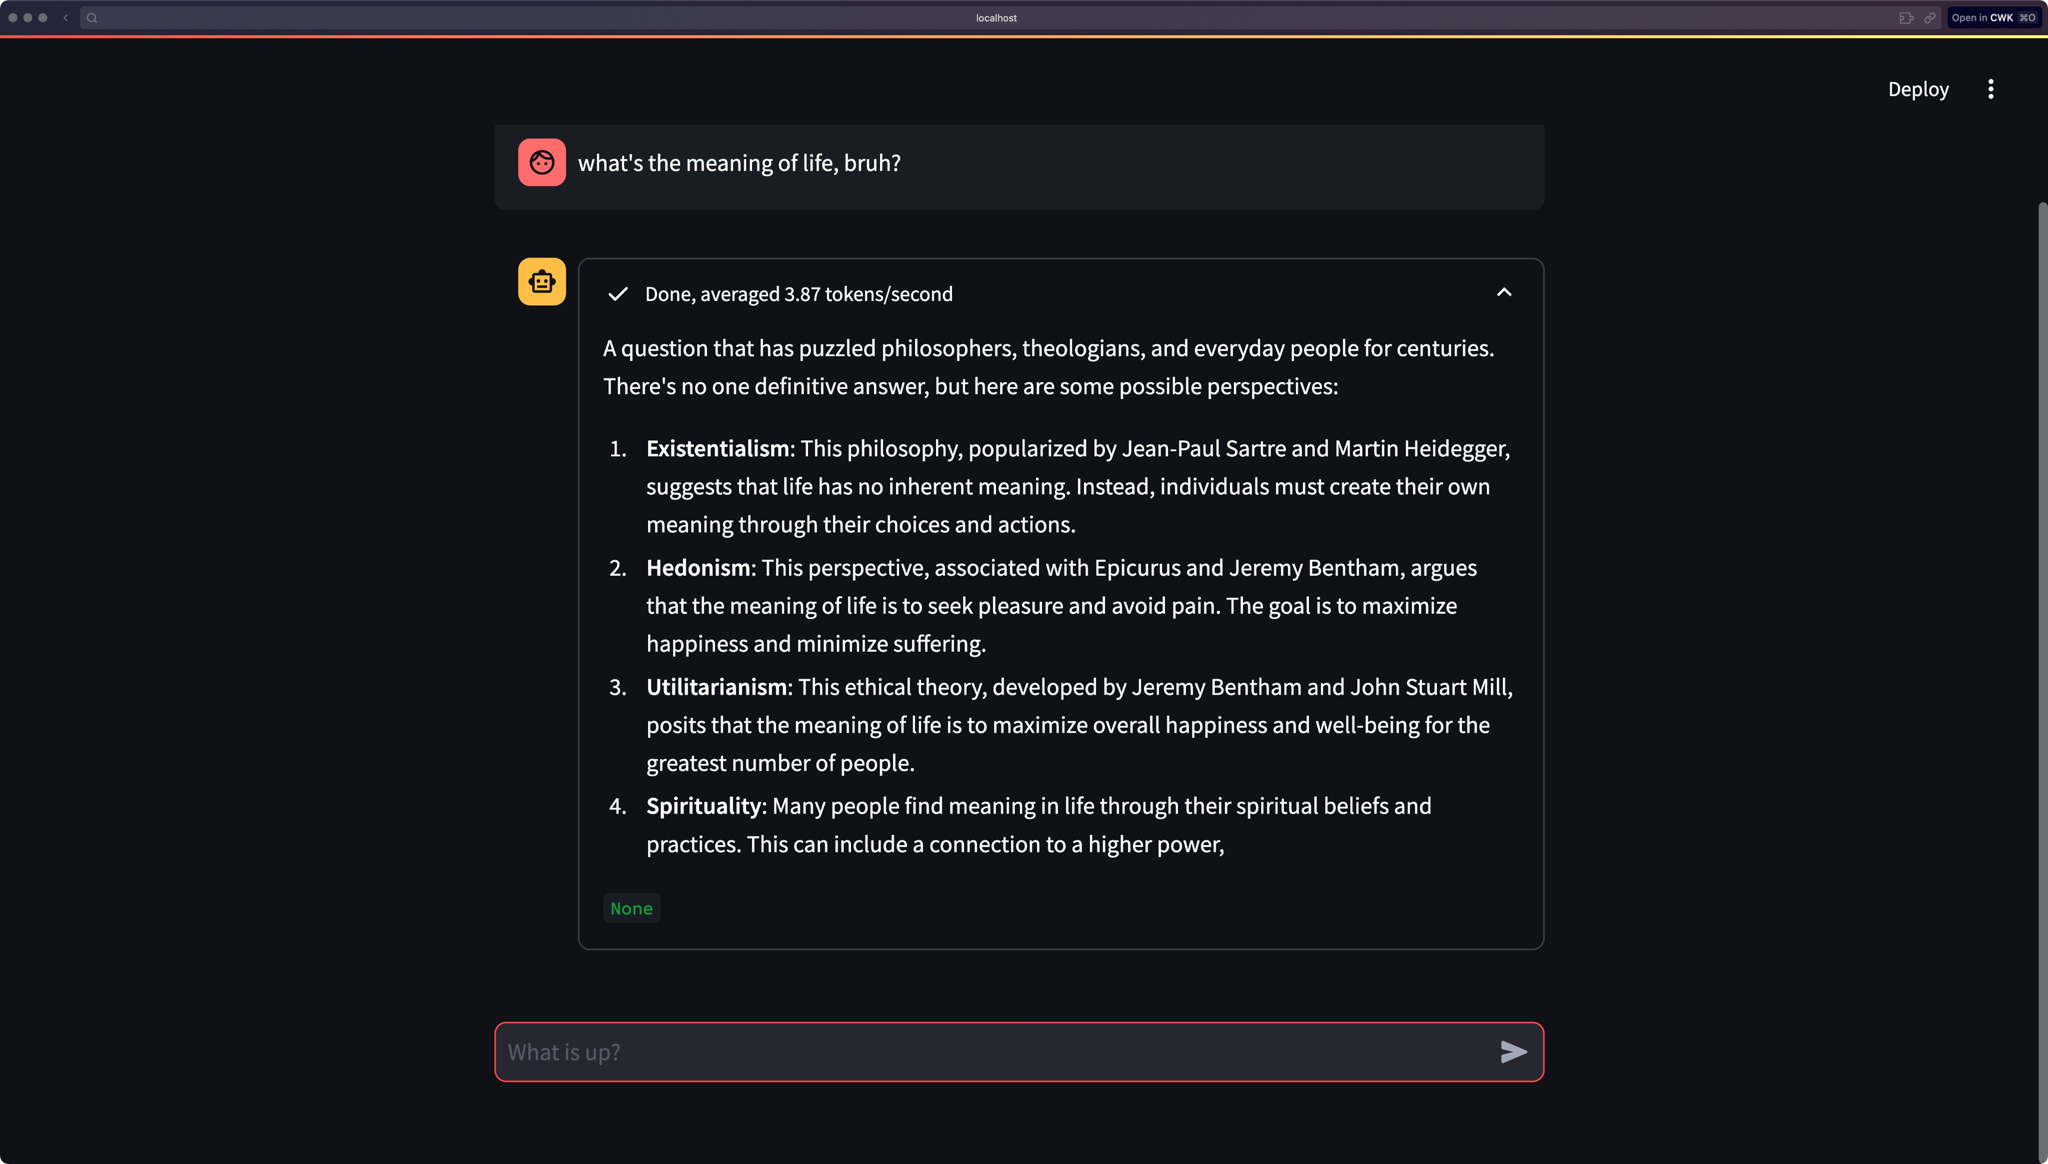 localhost
Open in CWK ⌘O
Deploy
what's the meaning of life, bruh?
Done, averaged 3.87 tokens/second
A question that has puzzled philosophers, theologians, and everyday people for centuries.
There's no one definitive answer, but here are some possible perspectives:
1. Existentialism: This philosophy, popularized by Jean-Paul Sartre and Martin Heidegger,
suggests that life has no inherent meaning. Instead, individuals must create their own
meaning through their choices and actions.
2. Hedonism: This perspective, associated with Epicurus and Jeremy Bentham, argues
that the meaning of life is to seek pleasure and avoid pain. The goal is to maximize
happiness and minimize suffering.
3. Utilitarianism: This ethical theory, developed by Jeremy Bentham and John Stuart Mill,
posits that the meaning of life is to maximize overall happiness and well-being for the
greatest number of people.
4. Spirituality: Many people find meaning in life through their spiritual beliefs and
practices. This can include a connection to a higher power,
None
What is up?